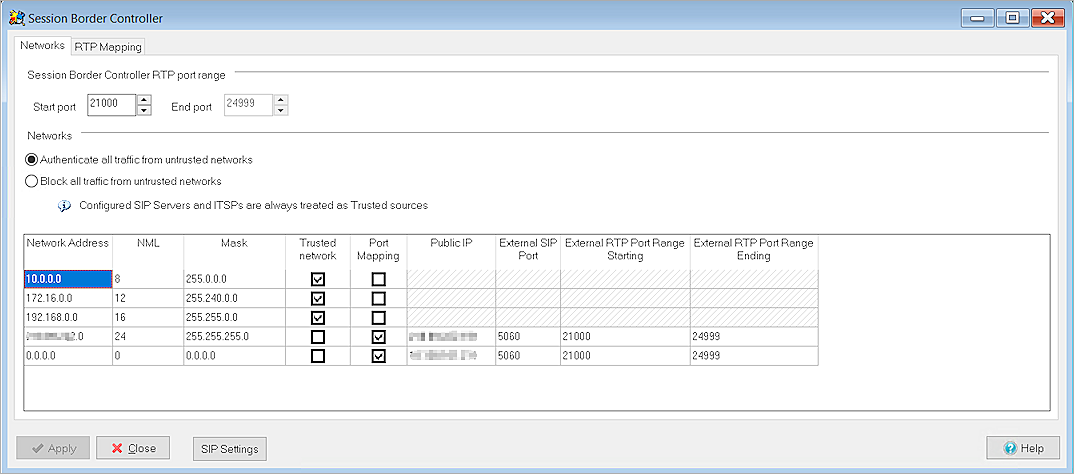 Session Border Controller
Networks RTP Mapping
Session Border Controller RTP port range
Start port 21000 End port 24999
Networks
Authenticate all traffic from untrusted networks
Block all traffic from untrusted networks
Configured SIP Servers and ITSPs are always treated as Trusted sources
Network Address NML Mask Trusted network Port Mapping Public IP External SIP Port External RTP Port Range Starting External RTP Port Range Ending
10.0.0.0 8 255.0.0.0
172.16.0.0 12 255.240.0.0
192.168.0.0 16 255.255.0.0
2.0 24 255.255.255.0 5060 21000 24999
0.0.0.0 0 0.0.0.0 5060 21000 24999
Apply Close SIP Settings Help